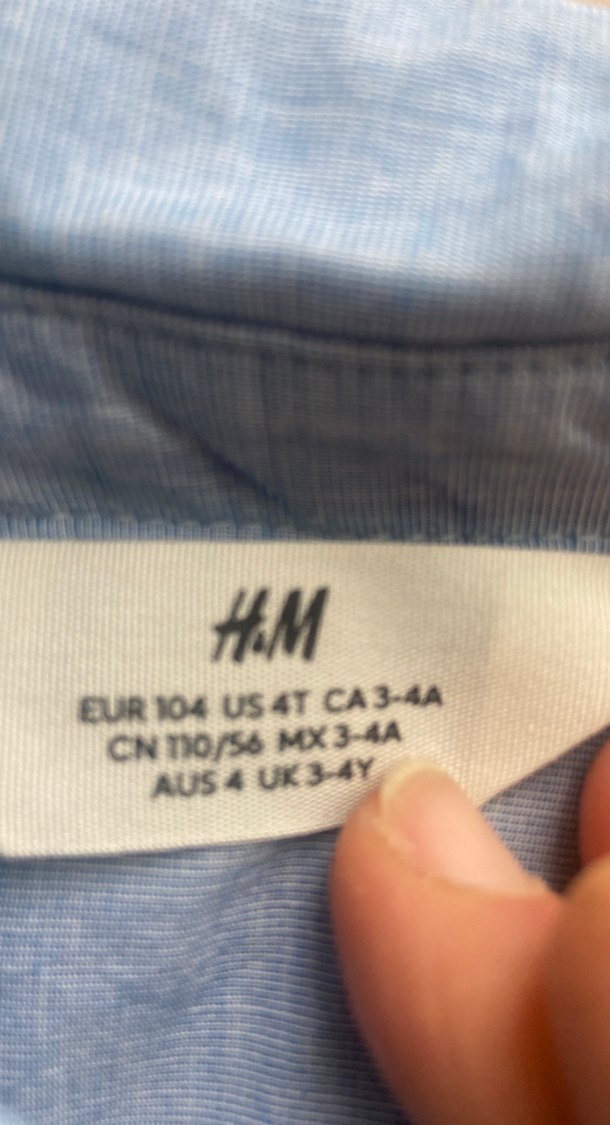 H&M
EUR 104 US 4T CA 3-4A
CN 110/56 MX 3-4A
AUS 4 UK 3-4Y